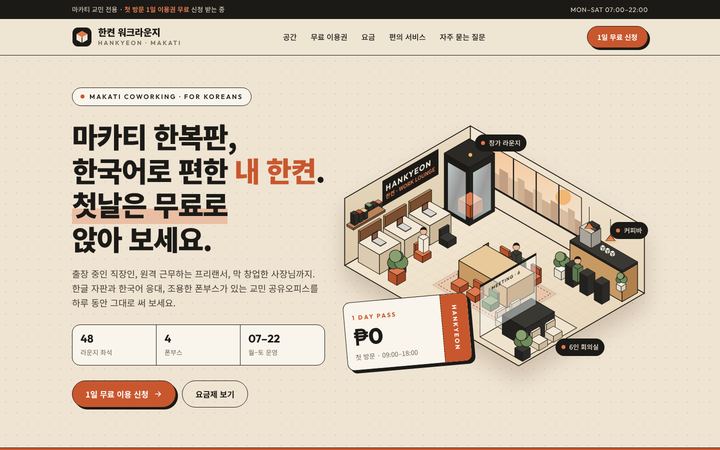 마카티 교민 전용 · 첫 방문 1일 이용권 무료 신청 받는 중
MON–SAT 07:00–22:00
한켠 워크라운지
HANKYEON · MAKATI
공간
무료 이용권
요금
편의 서비스
자주 묻는 질문
1일 무료 신청
MAKATI COWORKING · FOR KOREANS
마카티 한복판,
한국어로 편한 내 한켠.
첫날은 무료로
앉아 보세요.
출장 중인 직장인, 원격 근무하는 프리랜서, 막 창업한 사장님까지.
한글 자판과 한국어 응대, 조용한 폰부스가 있는 교민 공유오피스를
하루 동안 그대로 써 보세요.
48
라운지 좌석
4
폰부스
07–22
월–토 운영
1일 무료 이용 신청 →
요금제 보기
HANKYEON
한켠 · WORK LOUNGE
창가 라운지
커피바
MEETING · 6
6인 회의실
1 DAY PASS
₱0
첫 방문 · 09:00–18:00
HANKYEON